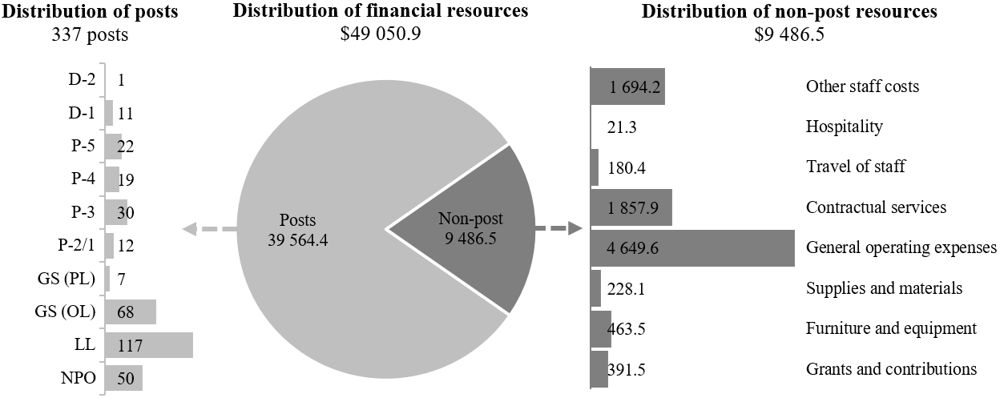 Distribution of posts
337 posts
D-2 1
D-1 11
P-5 22
P-4 19
P-3 30
P-2/1 12
GS (PL) 7
GS (OL) 68
LL 117
NPO 50
Distribution of financial resources
$49 050.9
Posts
39 564.4
Non-post
9 486.5
Distribution of non-post resources
$9 486.5
1 694.2 Other staff costs
21.3 Hospitality
180.4 Travel of staff
1 857.9 Contractual services
4 649.6 General operating expenses
228.1 Supplies and materials
463.5 Furniture and equipment
391.5 Grants and contributions